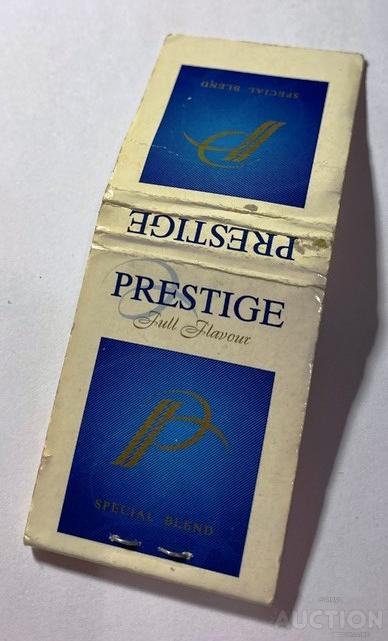 SPECIAL BLEND
PRESTIGE
PRESTIGE
Full Flavour
SPECIAL BLEND
AUCTION